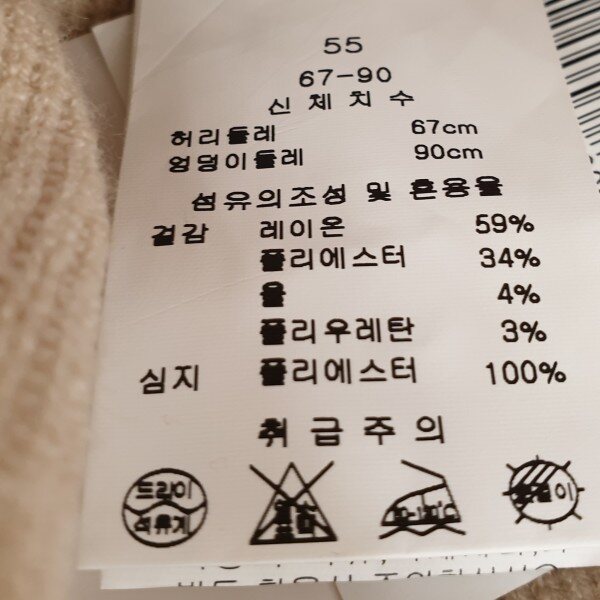 55
67-90
신 체 치 수
허리둘레 67cm
엉덩이둘레 90cm
섬유의조성 및 혼용율
겉감 레이온 59%
폴리에스터 34%
울 4%
폴리우레탄 3%
심지 폴리에스터 100%
취 급 주 의
드라이
석유계